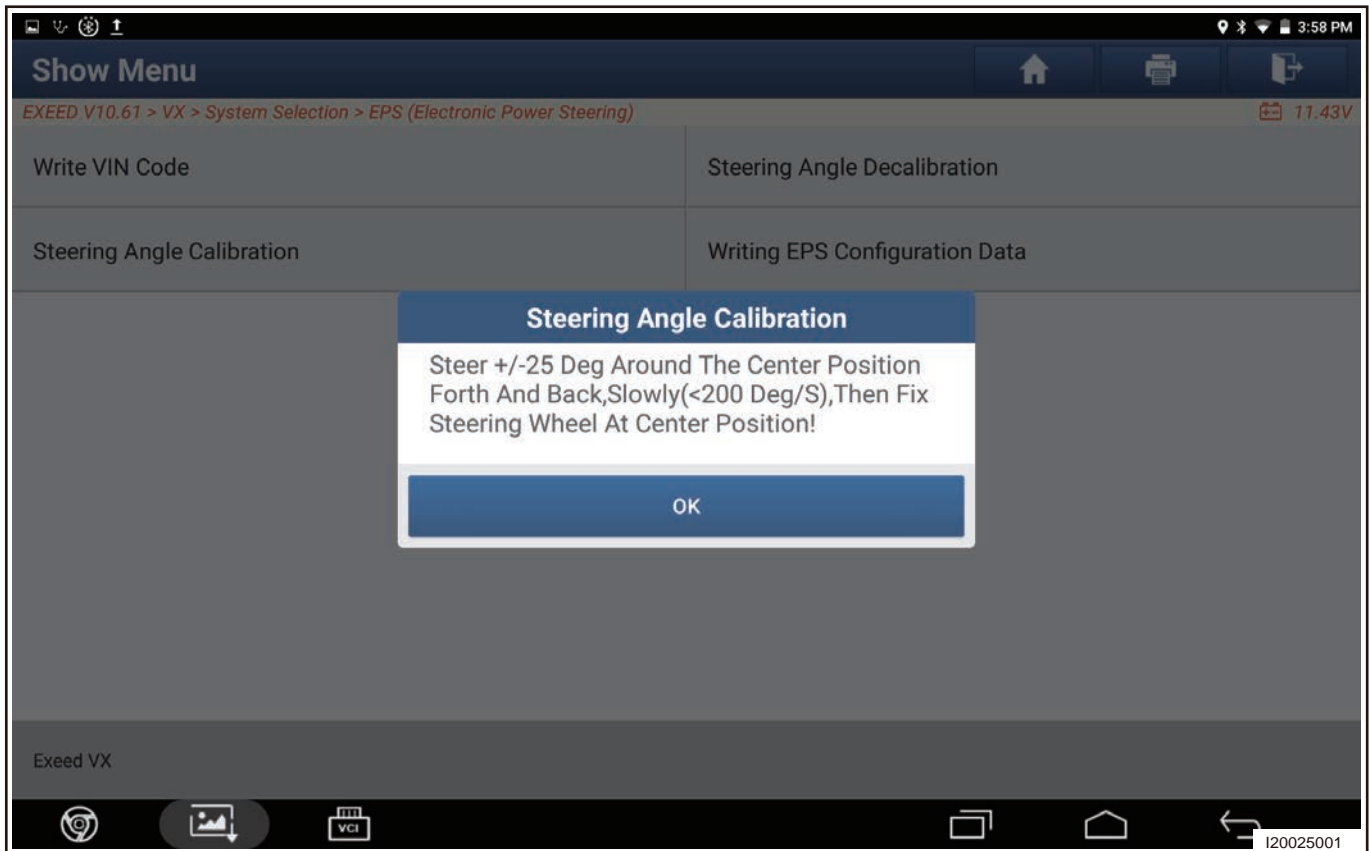 3:58 PM
Show Menu
EXEED V10.61 > VX > System Selection > EPS (Electronic Power Steering)
11.43V
Write VIN Code
Steering Angle Decalibration
Steering Angle Calibration
Writing EPS Configuration Data
Steering Angle Calibration
Steer +/-25 Deg Around The Center Position
Forth And Back,Slowly(<200 Deg/S),Then Fix
Steering Wheel At Center Position!
OK
Exeed VX
VCI
I20025001